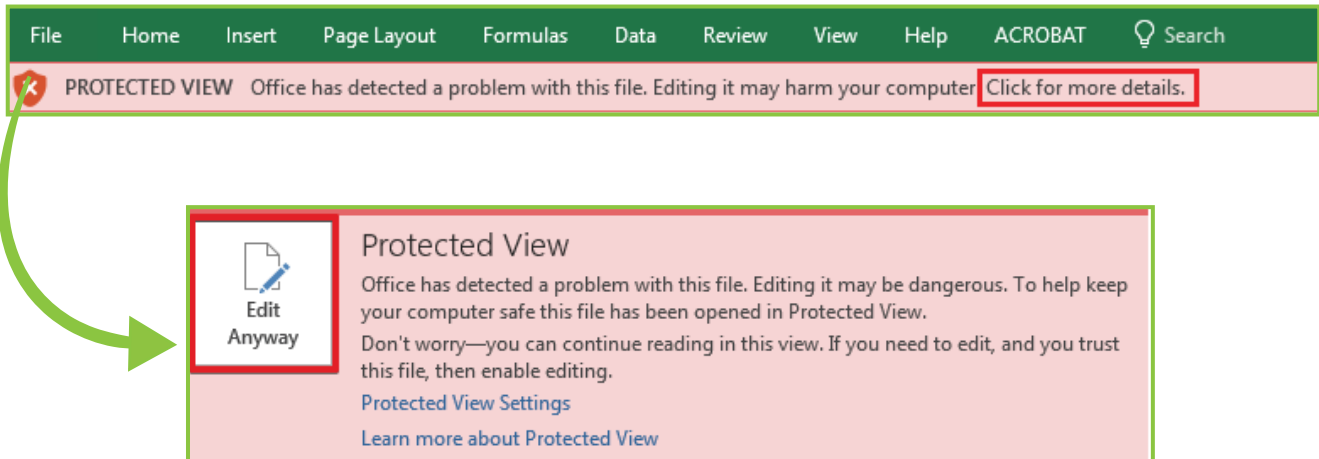 File Home Insert Page Layout Formulas Data Review View Help ACROBAT Search
PROTECTED VIEW Office has detected a problem with this file. Editing it may harm your computer Click for more details.
Edit
Anyway
Protected View
Office has detected a problem with this file. Editing it may be dangerous. To help keep
your computer safe this file has been opened in Protected View.
Don't worry—you can continue reading in this view. If you need to edit, and you trust
this file, then enable editing.
Protected View Settings
Learn more about Protected View